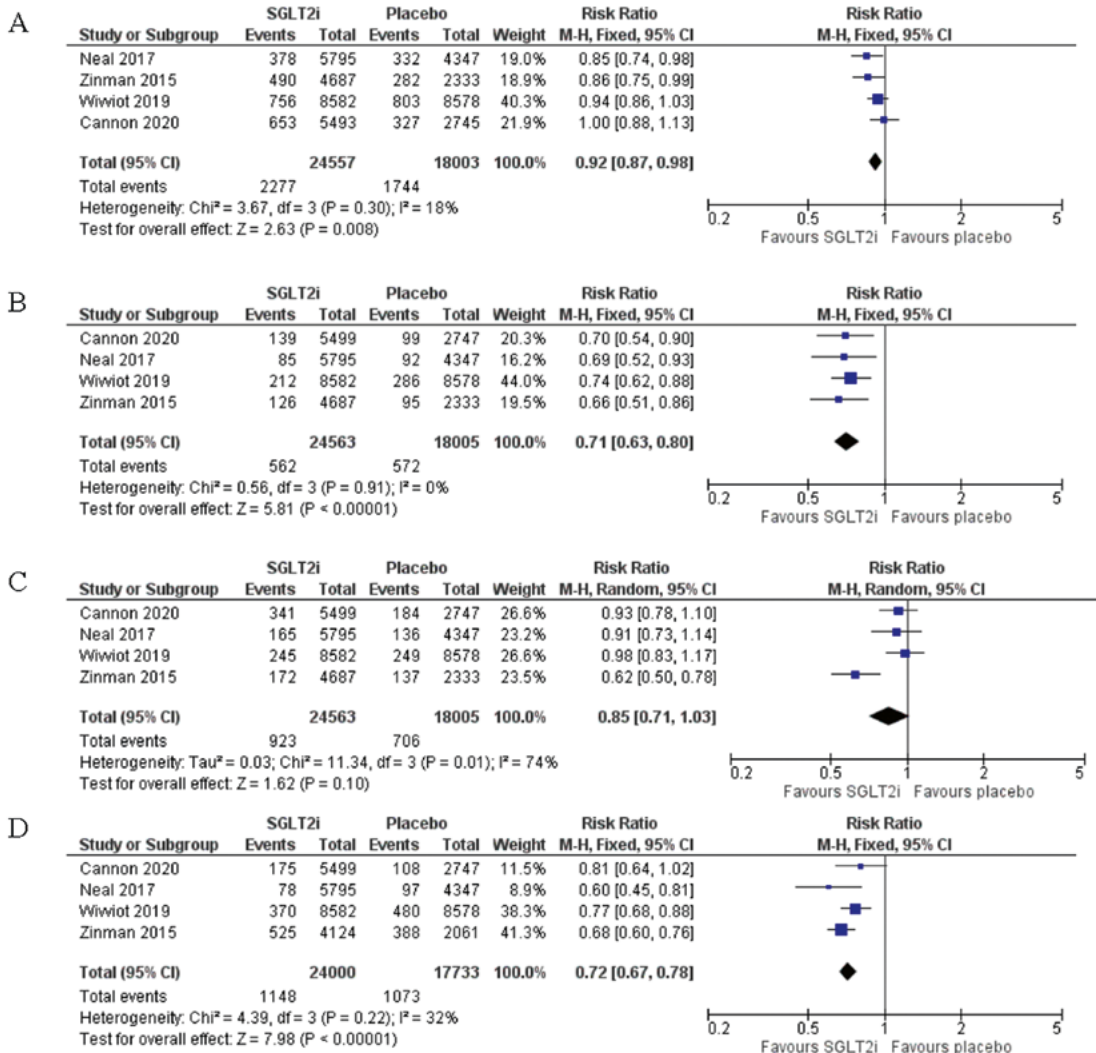 A
SGLT2i Placebo Risk Ratio Risk Ratio
Study or Subgroup Events Total Events Total Weight M-H, Fixed, 95% CI M-H, Fixed, 95% CI
Neal 2017 378 5795 332 4347 19.0% 0.85 [0.74, 0.98]
Zinman 2015 490 4687 282 2333 18.9% 0.86 [0.75, 0.99]
Wiwiot 2019 756 8582 803 8578 40.3% 0.94 [0.86, 1.03]
Cannon 2020 653 5493 327 2745 21.9% 1.00 [0.88, 1.13]
Total (95% CI) 24557 18003 100.0% 0.92 [0.87, 0.98]
Total events 2277 1744
Heterogeneity: Chi² = 3.67, df = 3 (P = 0.30); I² = 18%
Test for overall effect: Z = 2.63 (P = 0.008)
0.2 0.5 1 2 5
Favours SGLT2i Favours placebo
B
SGLT2i Placebo Risk Ratio Risk Ratio
Study or Subgroup Events Total Events Total Weight M-H, Fixed, 95% CI M-H, Fixed, 95% CI
Cannon 2020 139 5499 99 2747 20.3% 0.70 [0.54, 0.90]
Neal 2017 85 5795 92 4347 16.2% 0.69 [0.52, 0.93]
Wiwiot 2019 212 8582 286 8578 44.0% 0.74 [0.62, 0.88]
Zinman 2015 126 4687 95 2333 19.5% 0.66 [0.51, 0.86]
Total (95% CI) 24563 18005 100.0% 0.71 [0.63, 0.80]
Total events 562 572
Heterogeneity: Chi² = 0.56, df = 3 (P = 0.91); I² = 0%
Test for overall effect: Z = 5.81 (P < 0.00001)
0.2 0.5 1 2 5
Favours SGLT2i Favours placebo
C
SGLT2i Placebo Risk Ratio Risk Ratio
Study or Subgroup Events Total Events Total Weight M-H, Random, 95% CI M-H, Random, 95% CI
Cannon 2020 341 5499 184 2747 26.6% 0.93 [0.78, 1.10]
Neal 2017 165 5795 136 4347 23.2% 0.91 [0.73, 1.14]
Wiwiot 2019 245 8582 249 8578 26.6% 0.98 [0.83, 1.17]
Zinman 2015 172 4687 137 2333 23.5% 0.62 [0.50, 0.78]
Total (95% CI) 24563 18005 100.0% 0.85 [0.71, 1.03]
Total events 923 706
Heterogeneity: Tau² = 0.03; Chi² = 11.34, df = 3 (P = 0.01); I² = 74%
Test for overall effect: Z = 1.62 (P = 0.10)
0.2 0.5 1 2 5
Favours SGLT2i Favours placebo
D
SGLT2i Placebo Risk Ratio Risk Ratio
Study or Subgroup Events Total Events Total Weight M-H, Fixed, 95% CI M-H, Fixed, 95% CI
Cannon 2020 175 5499 108 2747 11.5% 0.81 [0.64, 1.02]
Neal 2017 78 5795 97 4347 8.9% 0.60 [0.45, 0.81]
Wiwiot 2019 370 8582 480 8578 38.3% 0.77 [0.68, 0.88]
Zinman 2015 525 4124 388 2061 41.3% 0.68 [0.60, 0.76]
Total (95% CI) 24000 17733 100.0% 0.72 [0.67, 0.78]
Total events 1148 1073
Heterogeneity: Chi² = 4.39, df = 3 (P = 0.22); I² = 32%
Test for overall effect: Z = 7.98 (P < 0.00001)
0.2 0.5 1 2 5
Favours SGLT2i Favours placebo